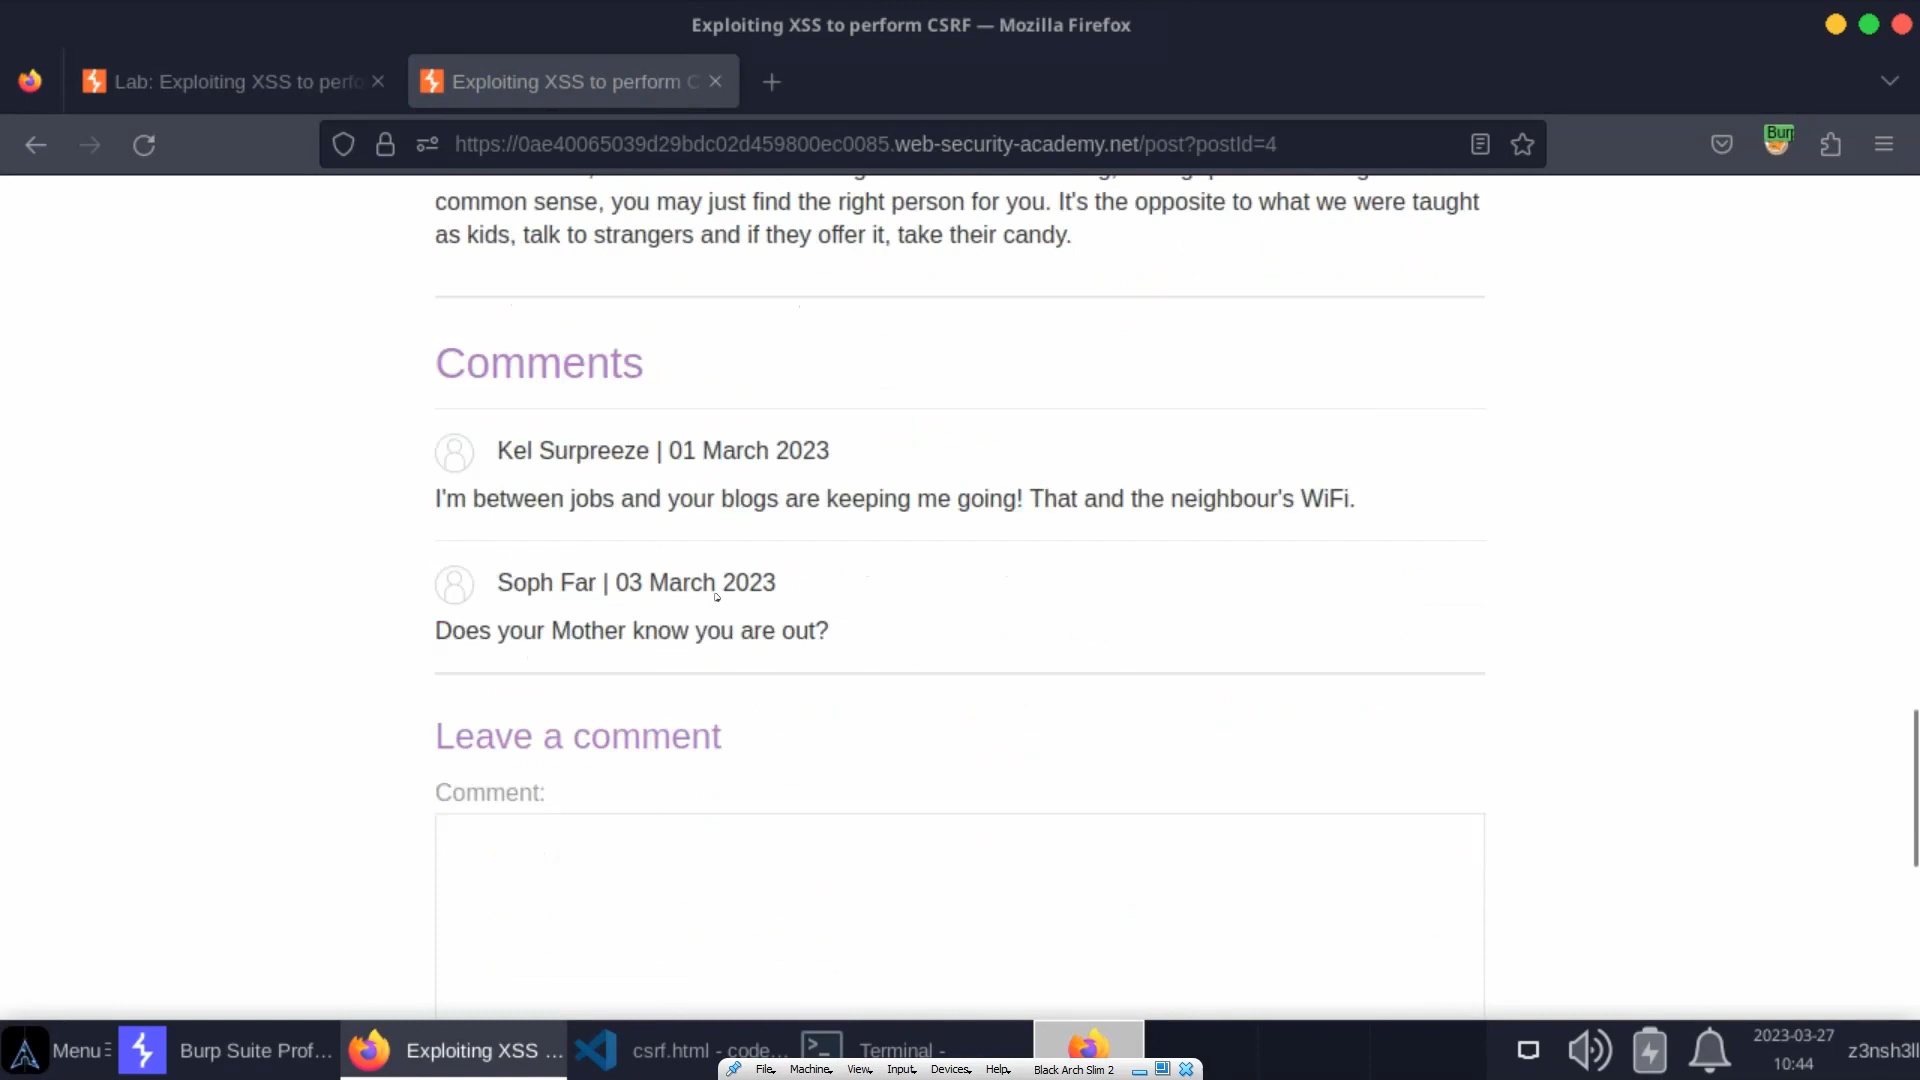 Exploiting XSS to perform CSRF — Mozilla Firefox
Lab: Exploiting XSS to perfo
Exploiting XSS to perform C
https://0ae40065039d29bdc02d459800ec0085.web-security-academy.net/post?postId=4
Burp
common sense, you may just find the right person for you. It's the opposite to what we were taught
as kids, talk to strangers and if they offer it, take their candy.
Comments
Kel Surpreeze | 01 March 2023
I'm between jobs and your blogs are keeping me going! That and the neighbour's WiFi.
Soph Far | 03 March 2023
Does your Mother know you are out?
Leave a comment
Comment:
Menu
Burp Suite Prof...
Exploiting XSS ...
csrf.html - code...
Terminal -
2023-03-27
10:44
z3nsh3ll
File
Machine
View
Input
Devices
Help
Black Arch Slim 2